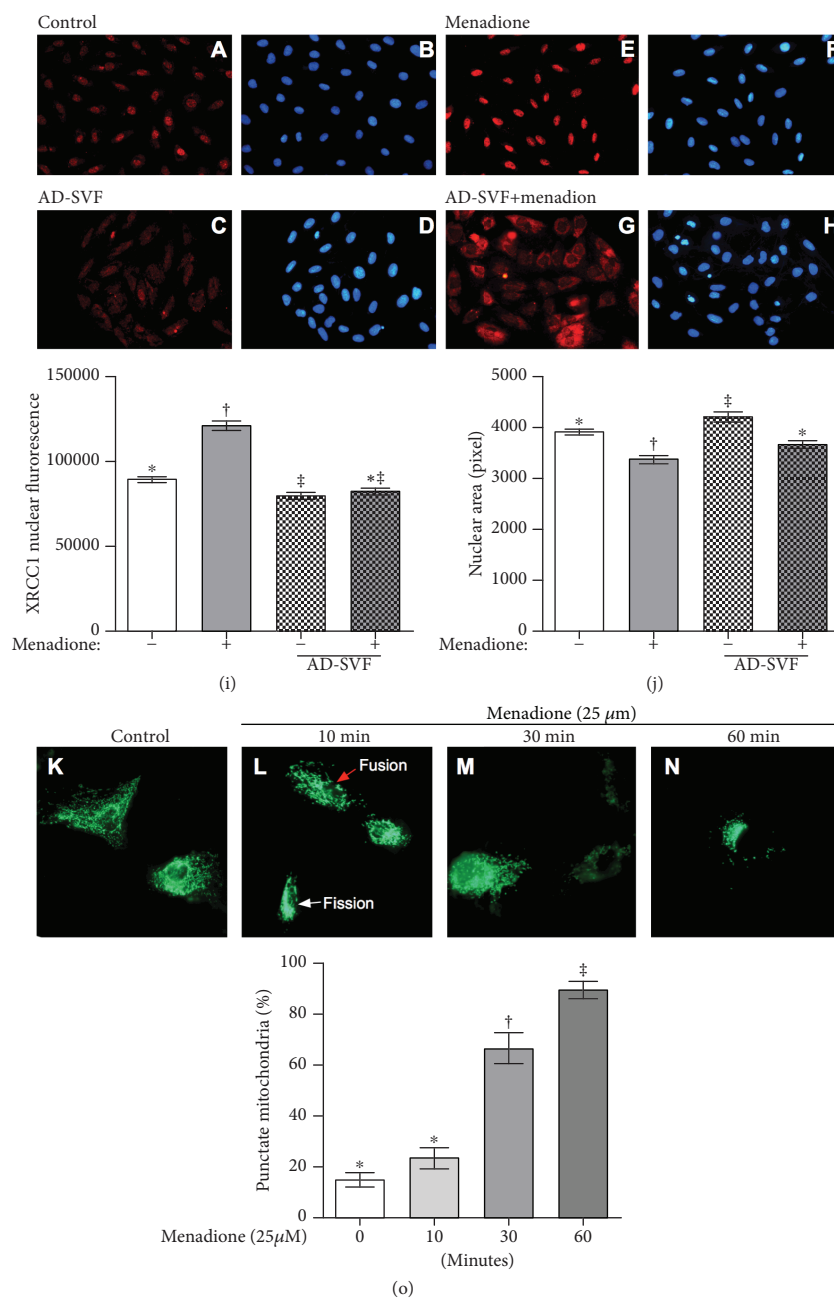 Control
Menadione
A
B
E
F
AD-SVF
AD-SVF+menadion
C
D
G
H
150000
100000
50000
0
XRCC1 nuclear flurorescence
*
†
‡
*‡
Menadione:
−
+
−
+
AD-SVF
(i)
5000
4000
3000
2000
1000
0
Nuclear area (pixel)
*
†
‡
*
Menadione:
−
+
−
+
AD-SVF
(j)
Menadione (25 μm)
Control
10 min
30 min
60 min
K
L
M
N
Fusion
Fission
100
80
60
40
20
0
Punctate mitochondria (%)
*
*
†
‡
Menadione (25μM)
0
10
30
60
(Minutes)
(o)